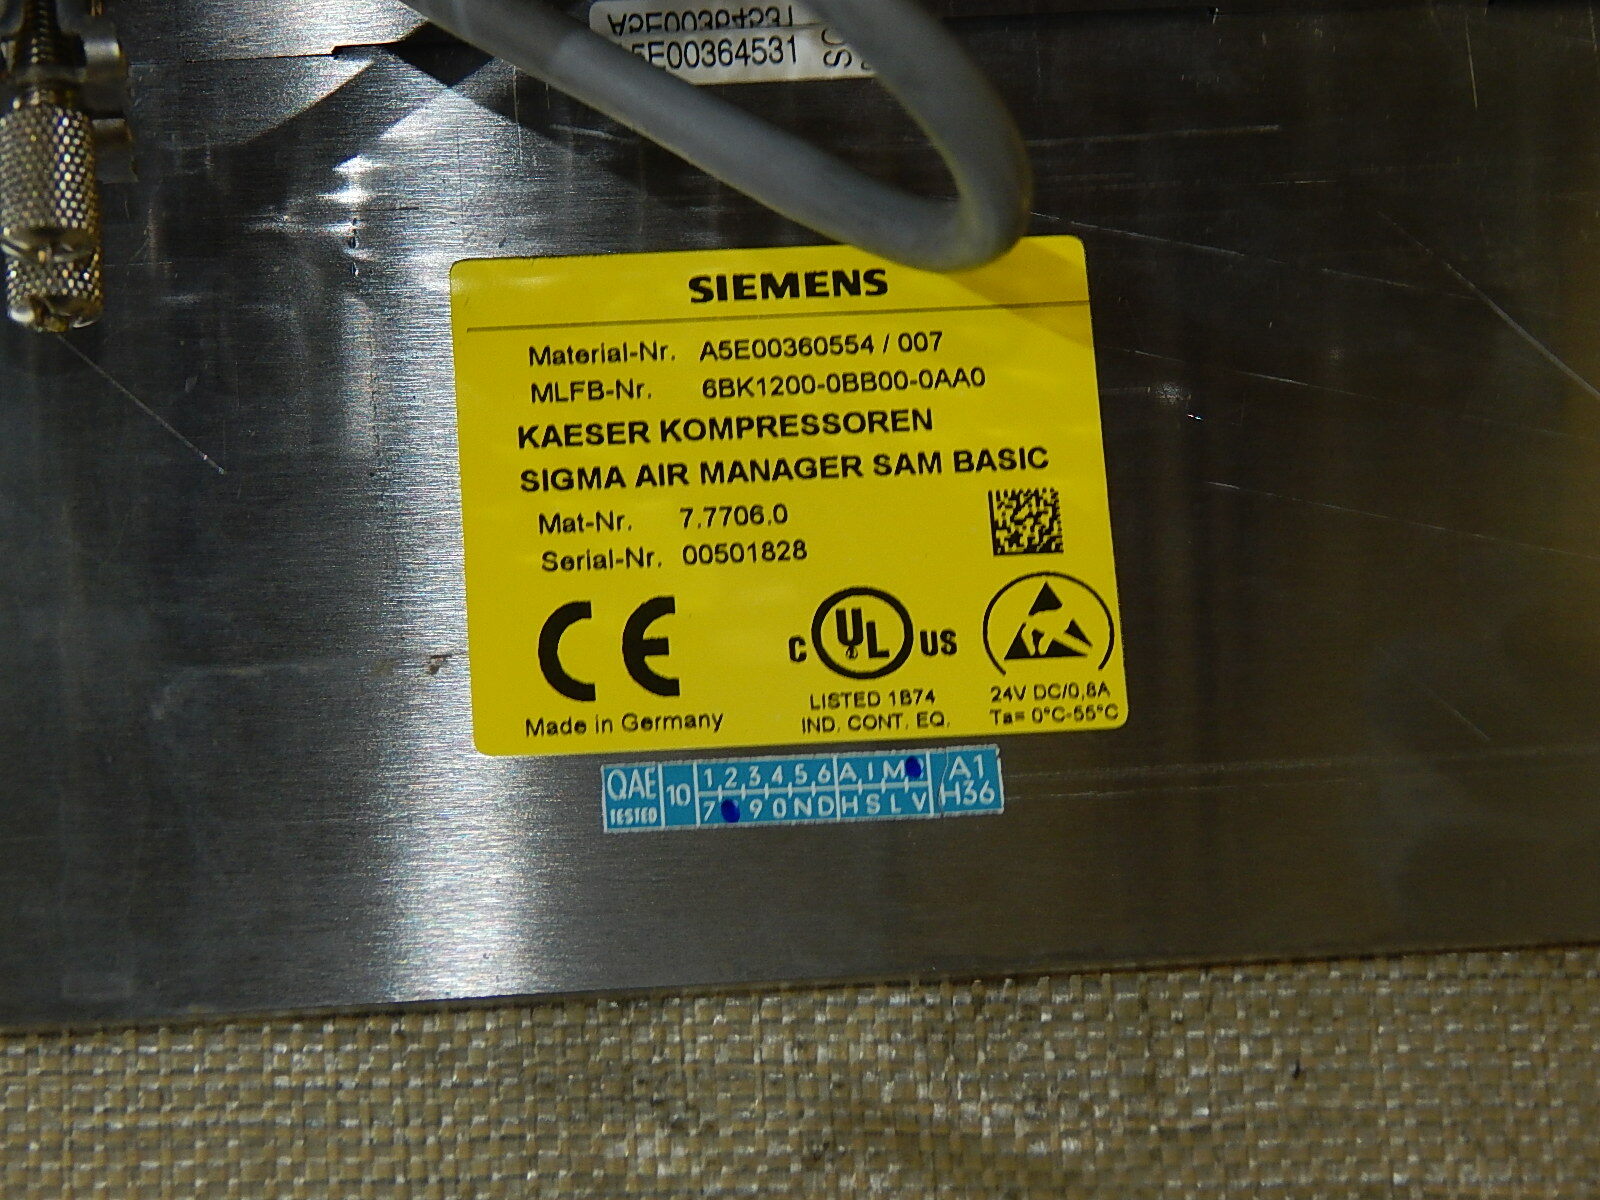 A5E00364531
SIEMENS
Material-Nr. A5E00360554 / 007
MLFB-Nr. 6BK1200-0BB00-0AA0
KAESER KOMPRESSOREN
SIGMA AIR MANAGER SAM BASIC
Mat-Nr. 7.7706.0
Serial-Nr. 00501828
CE
Made in Germany
C UL US
LISTED 1B74
IND. CONT. EQ.
24V DC/0,8A
Ta= 0°C-55°C
QAE
TESTED
10
1,2,3,4,5,6 A,I,M
7 9 0 N D H S L V
A1
H36